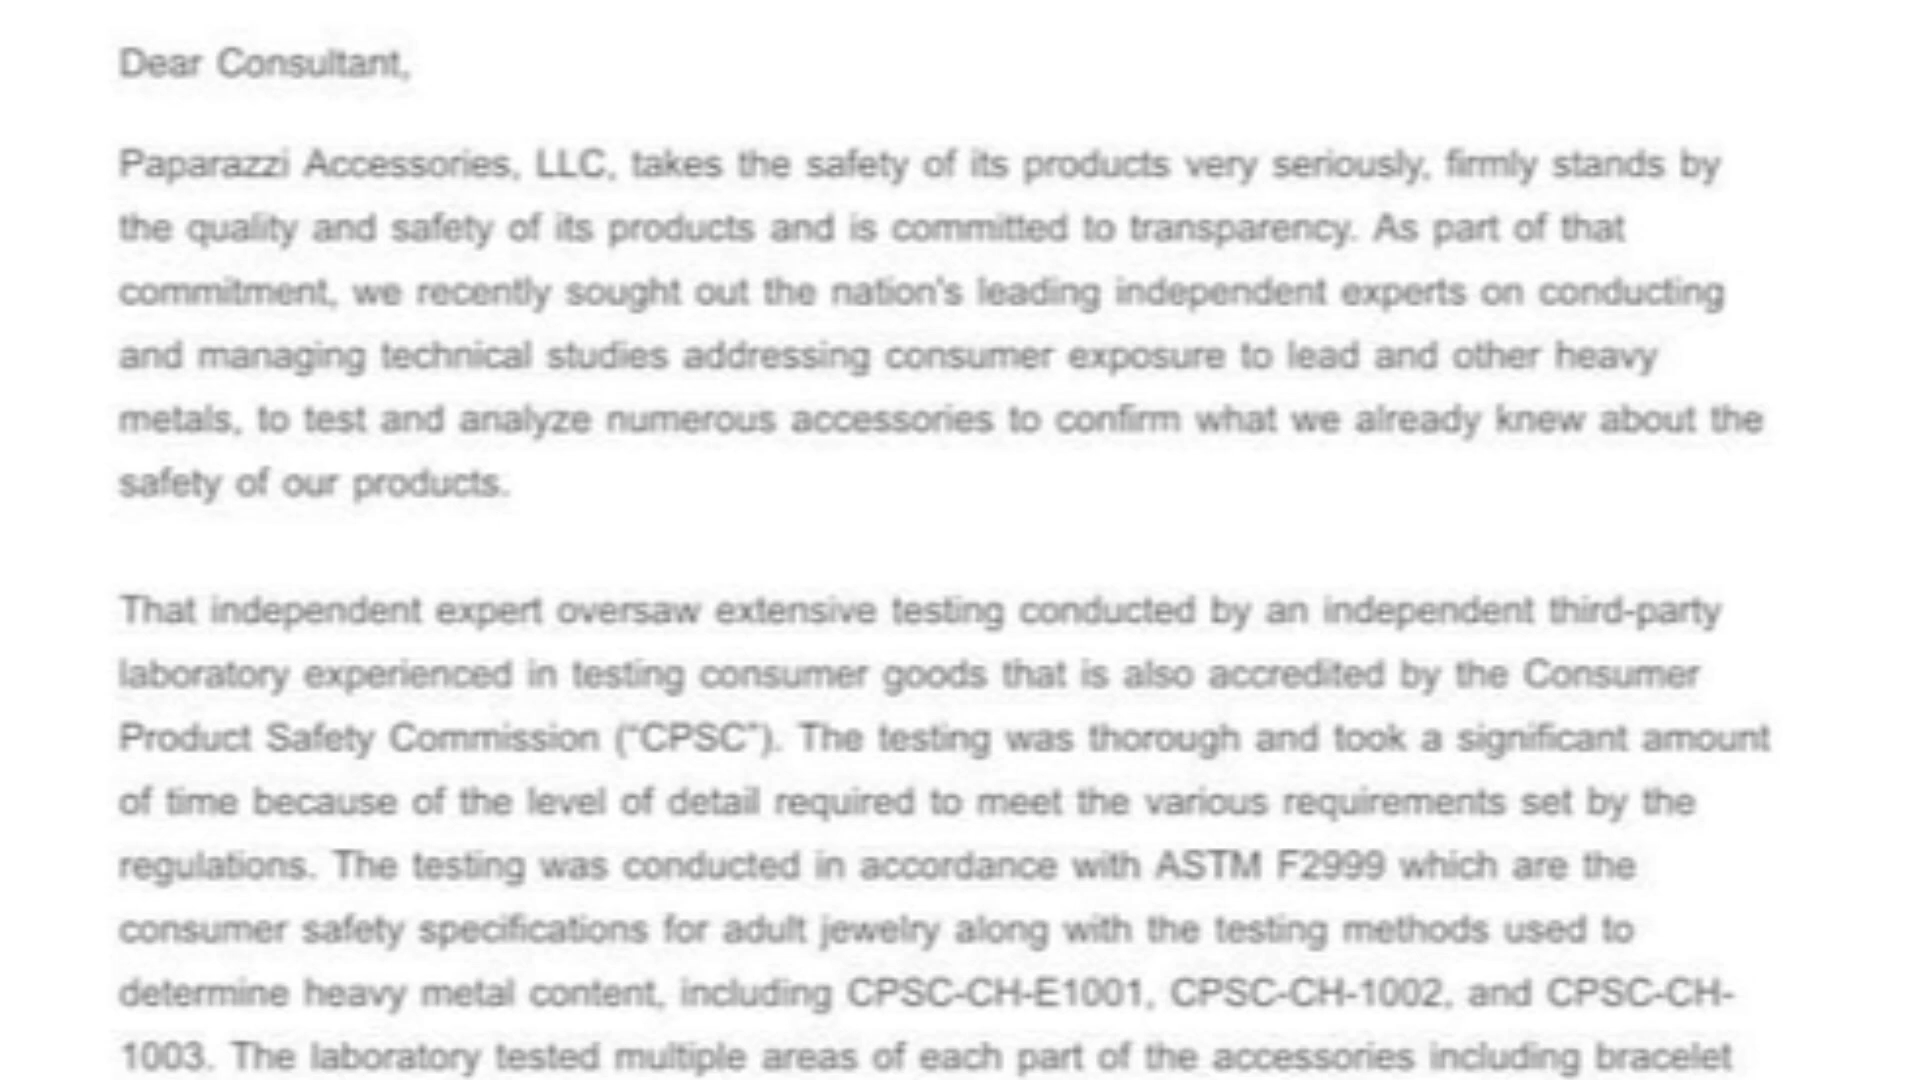 Dear Consultant,
Paparazzi Accessories, LLC, takes the safety of its products very seriously, firmly stands by
the quality and safety of its products and is committed to transparency. As part of that
commitment, we recently sought out the nation's leading independent experts on conducting
and managing technical studies addressing consumer exposure to lead and other heavy
metals, to test and analyze numerous accessories to confirm what we already knew about the
safety of our products.
That independent expert oversaw extensive testing conducted by an independent third-party
laboratory experienced in testing consumer goods that is also accredited by the Consumer
Product Safety Commission (“CPSC”). The testing was thorough and took a significant amount
of time because of the level of detail required to meet the various requirements set by the
regulations. The testing was conducted in accordance with ASTM F2999 which are the
consumer safety specifications for adult jewelry along with the testing methods used to
determine heavy metal content, including CPSC-CH-E1001, CPSC-CH-1002, and CPSC-CH-
1003. The laboratory tested multiple areas of each part of the accessories including bracelet